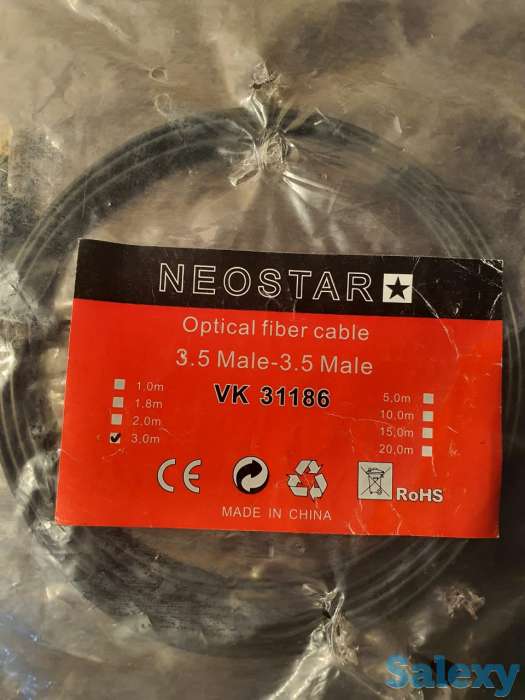 NEOSTAR
Optical fiber cable
3.5 Male-3.5 Male
VK 31186
1,0m
1,8m
2,0m
3,0m
5,0m
10,0m
15,0m
20,0m
CE
RoHS
MADE IN CHINA
Salexy